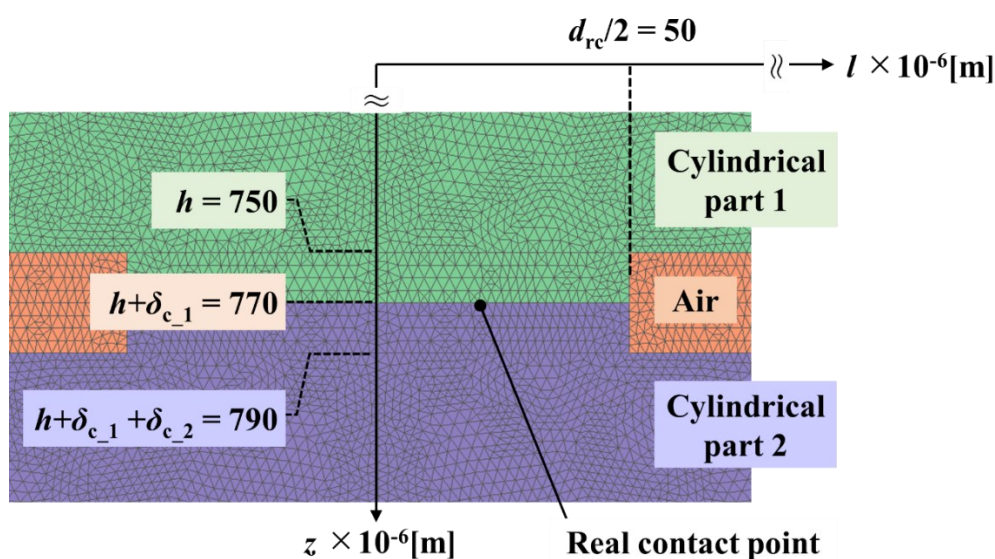 d_rc/2 = 50
l ×10⁻⁶[m]
Cylindrical
part 1
h = 750
h+δ_c_1 = 770
Air
h+δ_c_1 +δ_c_2 = 790
Cylindrical
part 2
z ×10⁻⁶[m]
Real contact point